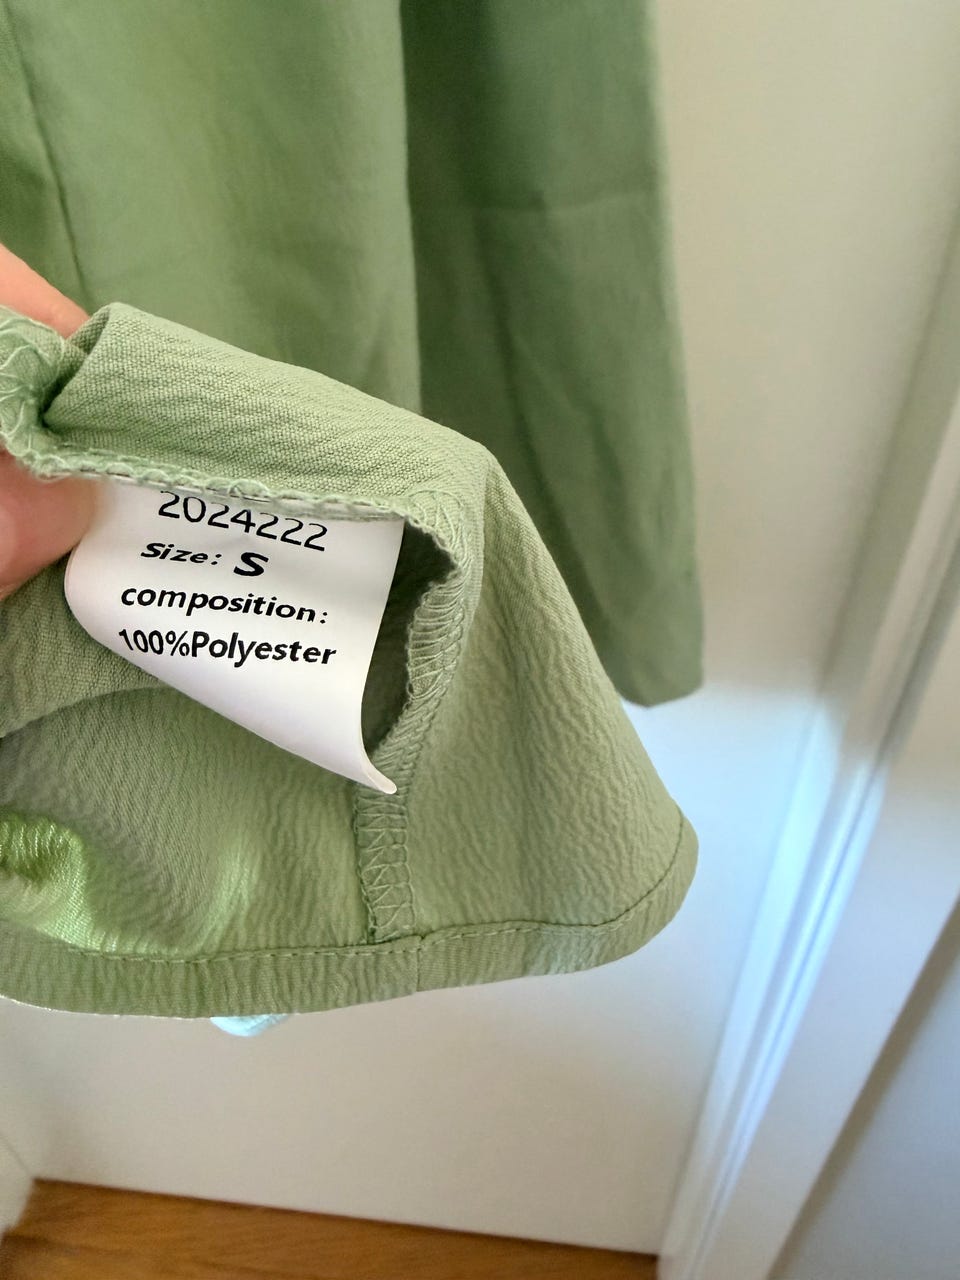 2024222
Size: S
composition:
100%Polyester